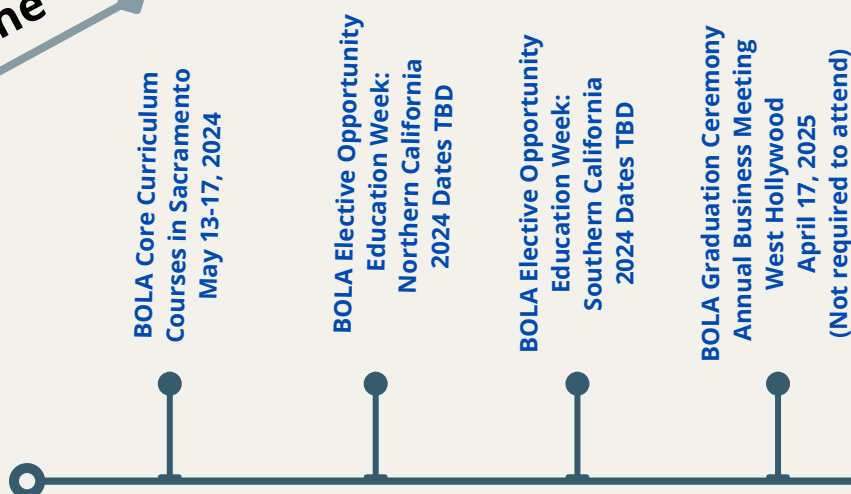 ne
BOLA Core Curriculum
Courses in Sacramento
May 13-17, 2024
BOLA Elective Opportunity
Education Week:
Northern California
2024 Dates TBD
BOLA Elective Opportunity
Education Week:
Southern California
2024 Dates TBD
BOLA Graduation Ceremony
Annual Business Meeting
West Hollywood
April 17, 2025
(Not required to attend)